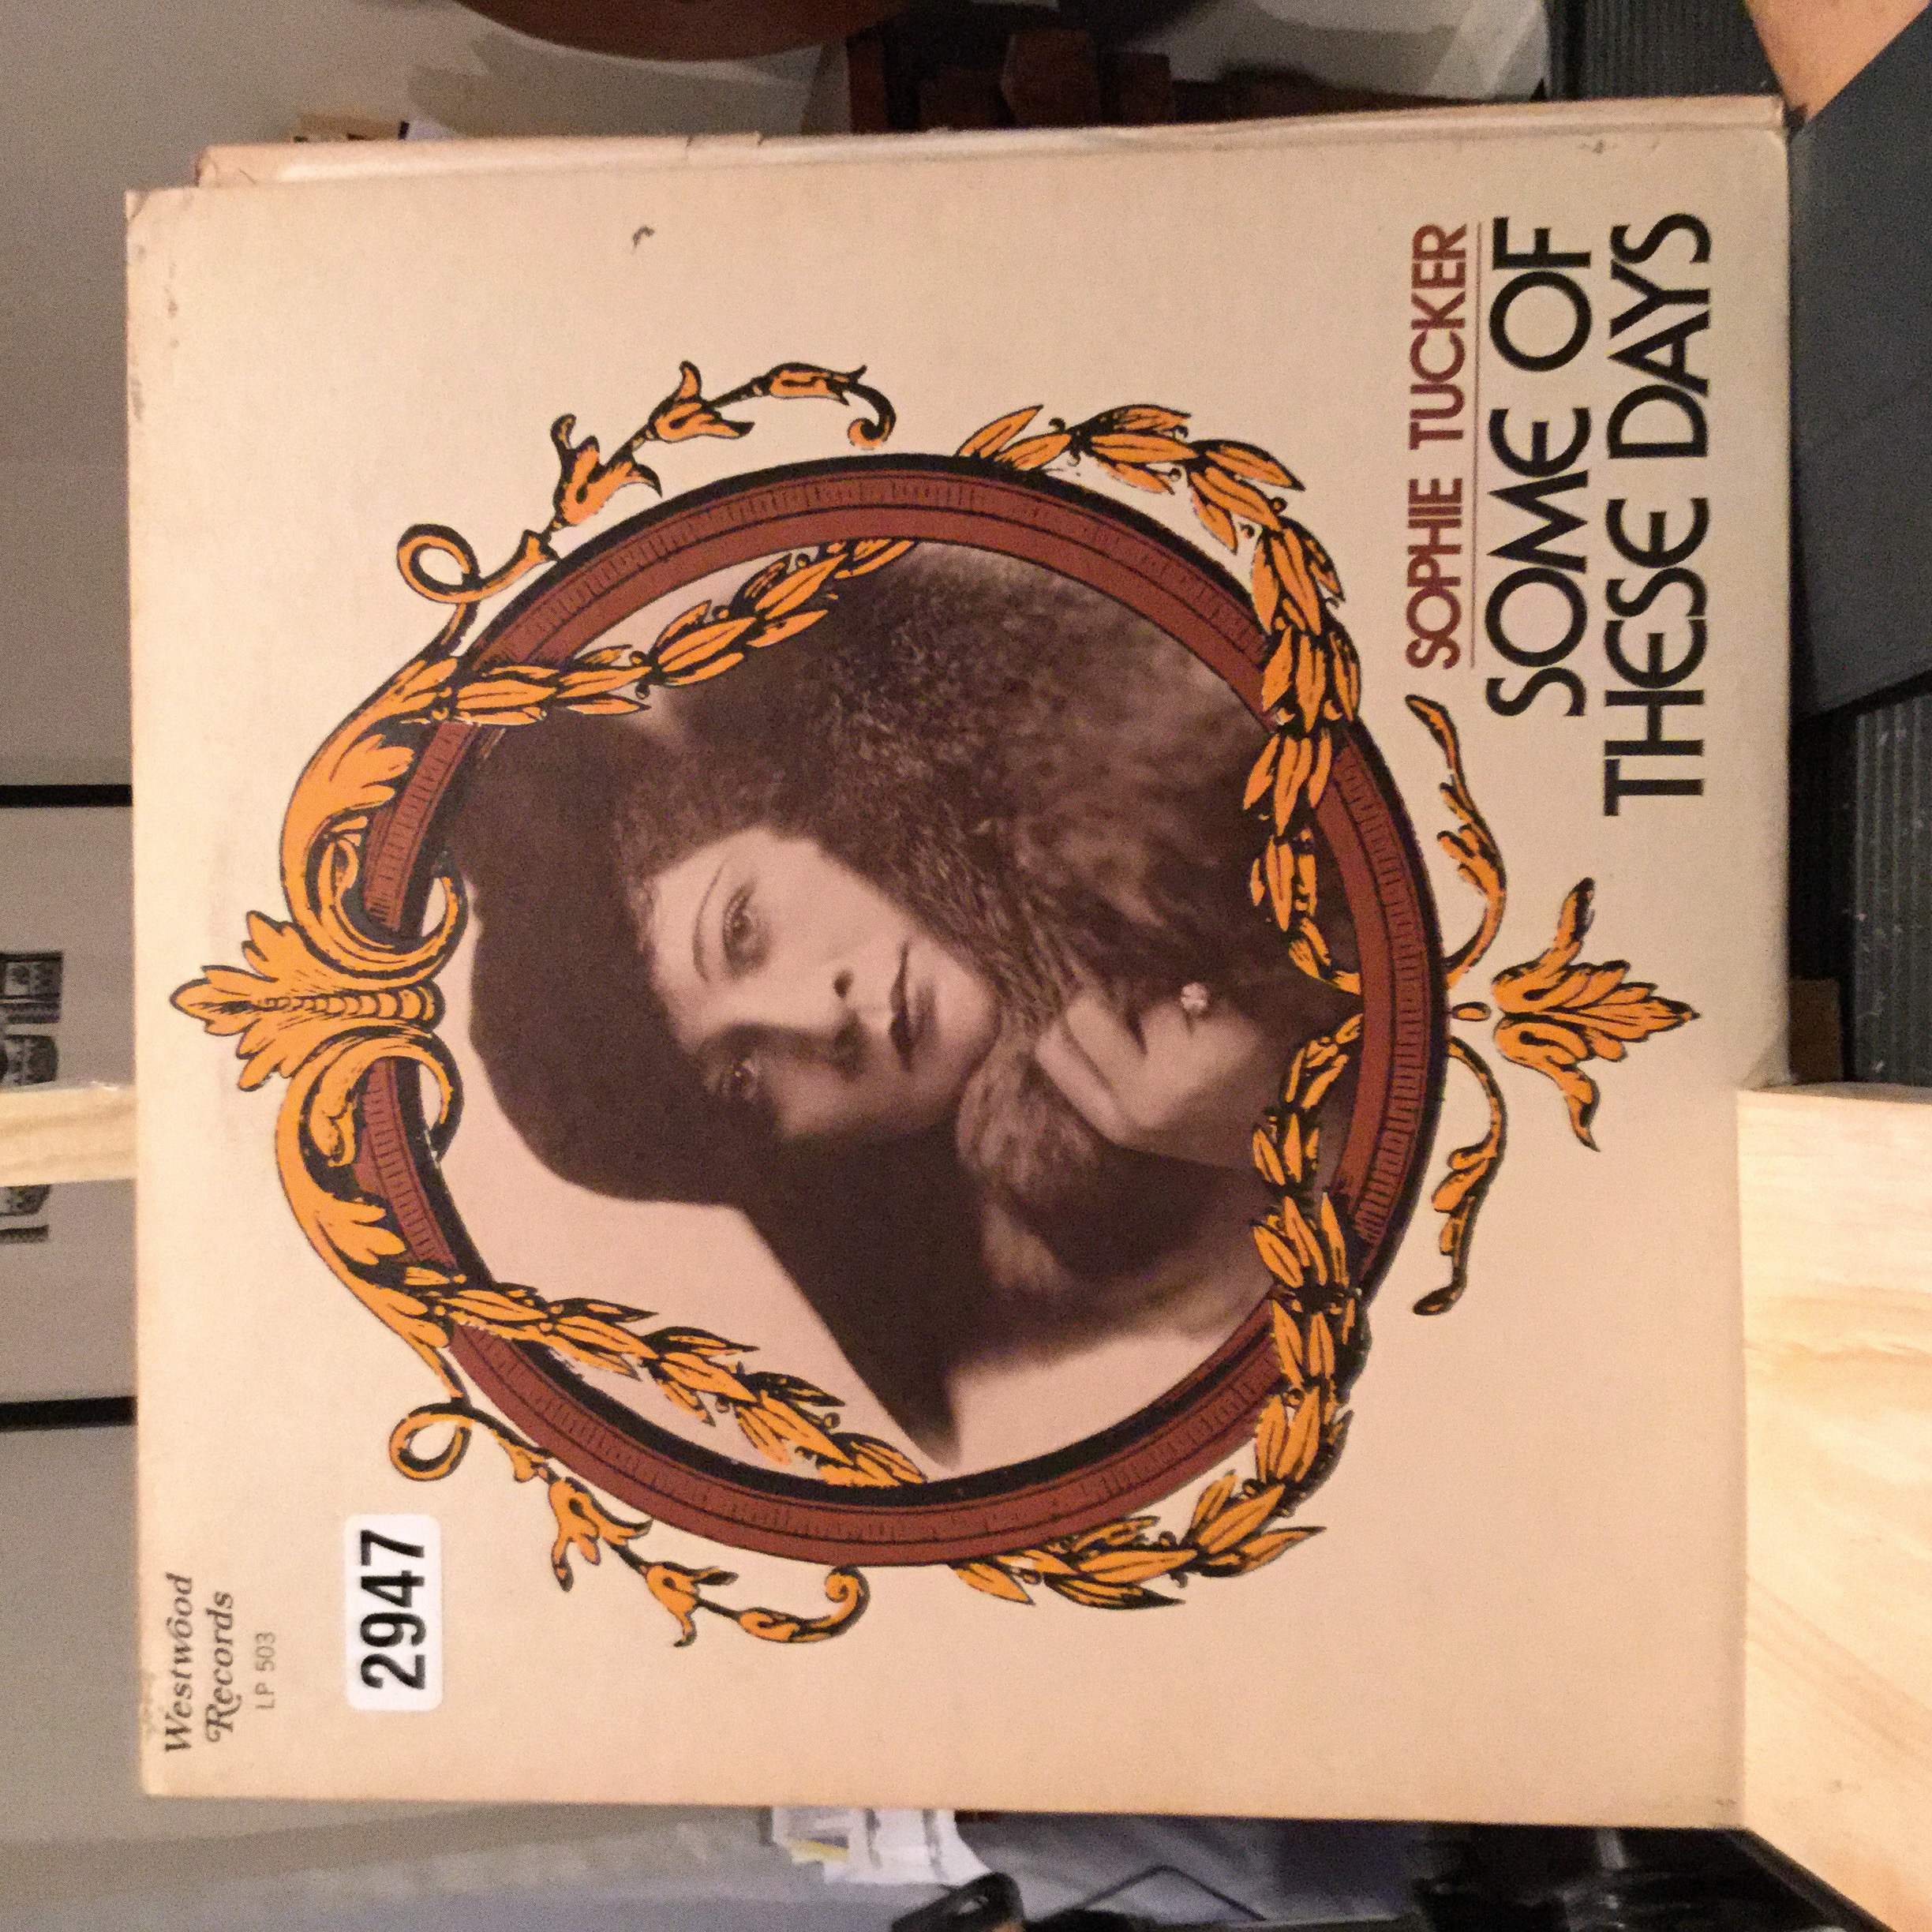 Westwood
Records
LP 503
2947
SOPHIE TUCKER
SOME OF
THESE DAYS